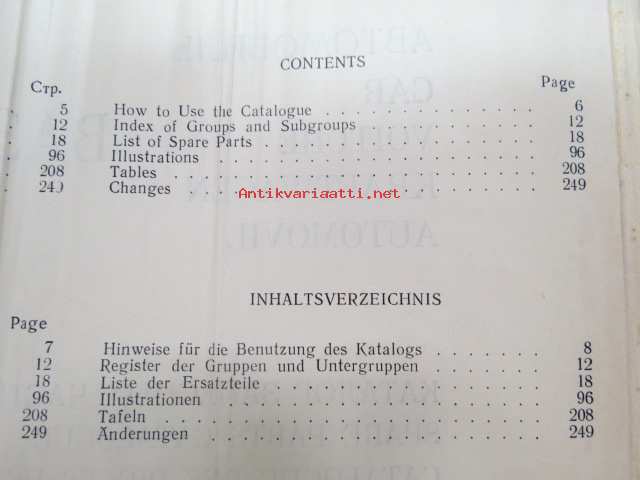 CONTENTS
Стр. Page
5 How to Use the Catalogue . . . . . . . . . . . . . . 6
12 Index of Groups and Subgroups . . . . . . . . . . . 12
18 List of Spare Parts . . . . . . . . . . . . . . . . 18
96 Illustrations . . . . . . . . . . . . . . . . . . 96
208 Tables . . . . . . . . . . . . . . . . . . . . 208
249 Changes . . . . . . . . . . . . . . . . . . . 249
Antikvariaatti.net
INHALTSVERZEICHNIS
Page
7 Hinweise für die Benutzung des Katalogs . . . . . . . 8
12 Register der Gruppen und Untergruppen . . . . . . . 12
18 Liste der Ersatzteile . . . . . . . . . . . . . . . 18
96 Illustrationen . . . . . . . . . . . . . . . . . 96
208 Tafeln . . . . . . . . . . . . . . . . . . . . 208
249 Änderungen . . . . . . . . . . . . . . . . . 249